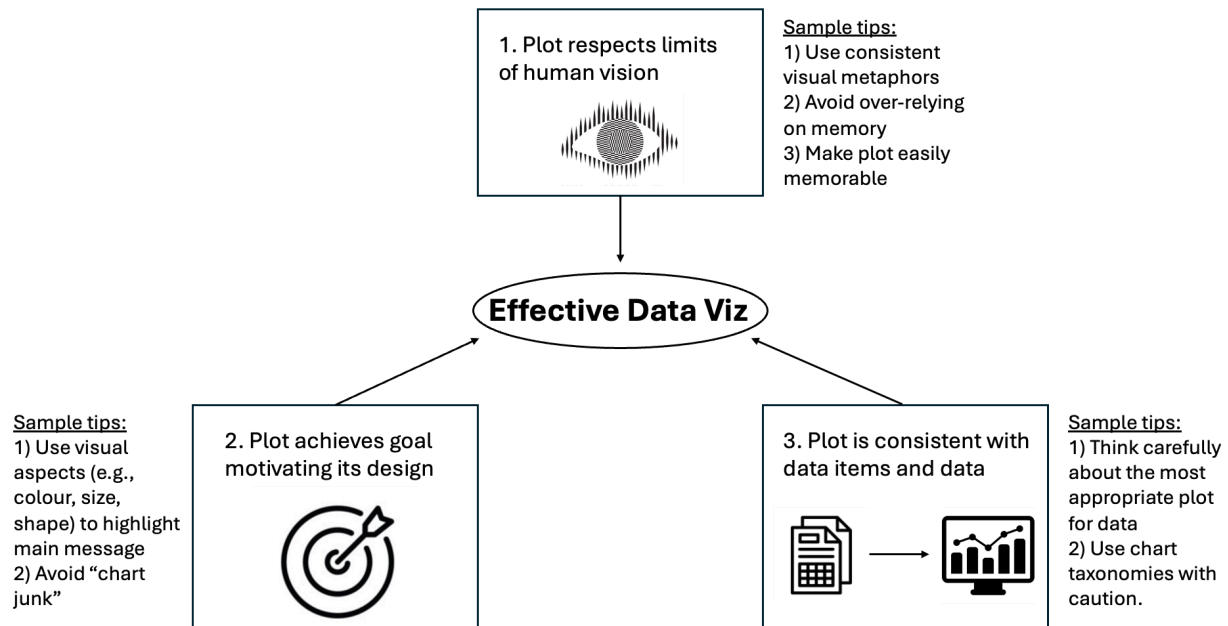 1. Plot respects limits
of human vision
Sample tips:
1) Use consistent
visual metaphors
2) Avoid over-relying
on memory
3) Make plot easily
memorable
Effective Data Viz
Sample tips:
1) Use visual
aspects (e.g.,
colour, size,
shape) to highlight
main message
2) Avoid “chart
junk”
2. Plot achieves goal
motivating its design
3. Plot is consistent with
data items and data
Sample tips:
1) Think carefully
about the most
appropriate plot
for data
2) Use chart
taxonomies with
caution.